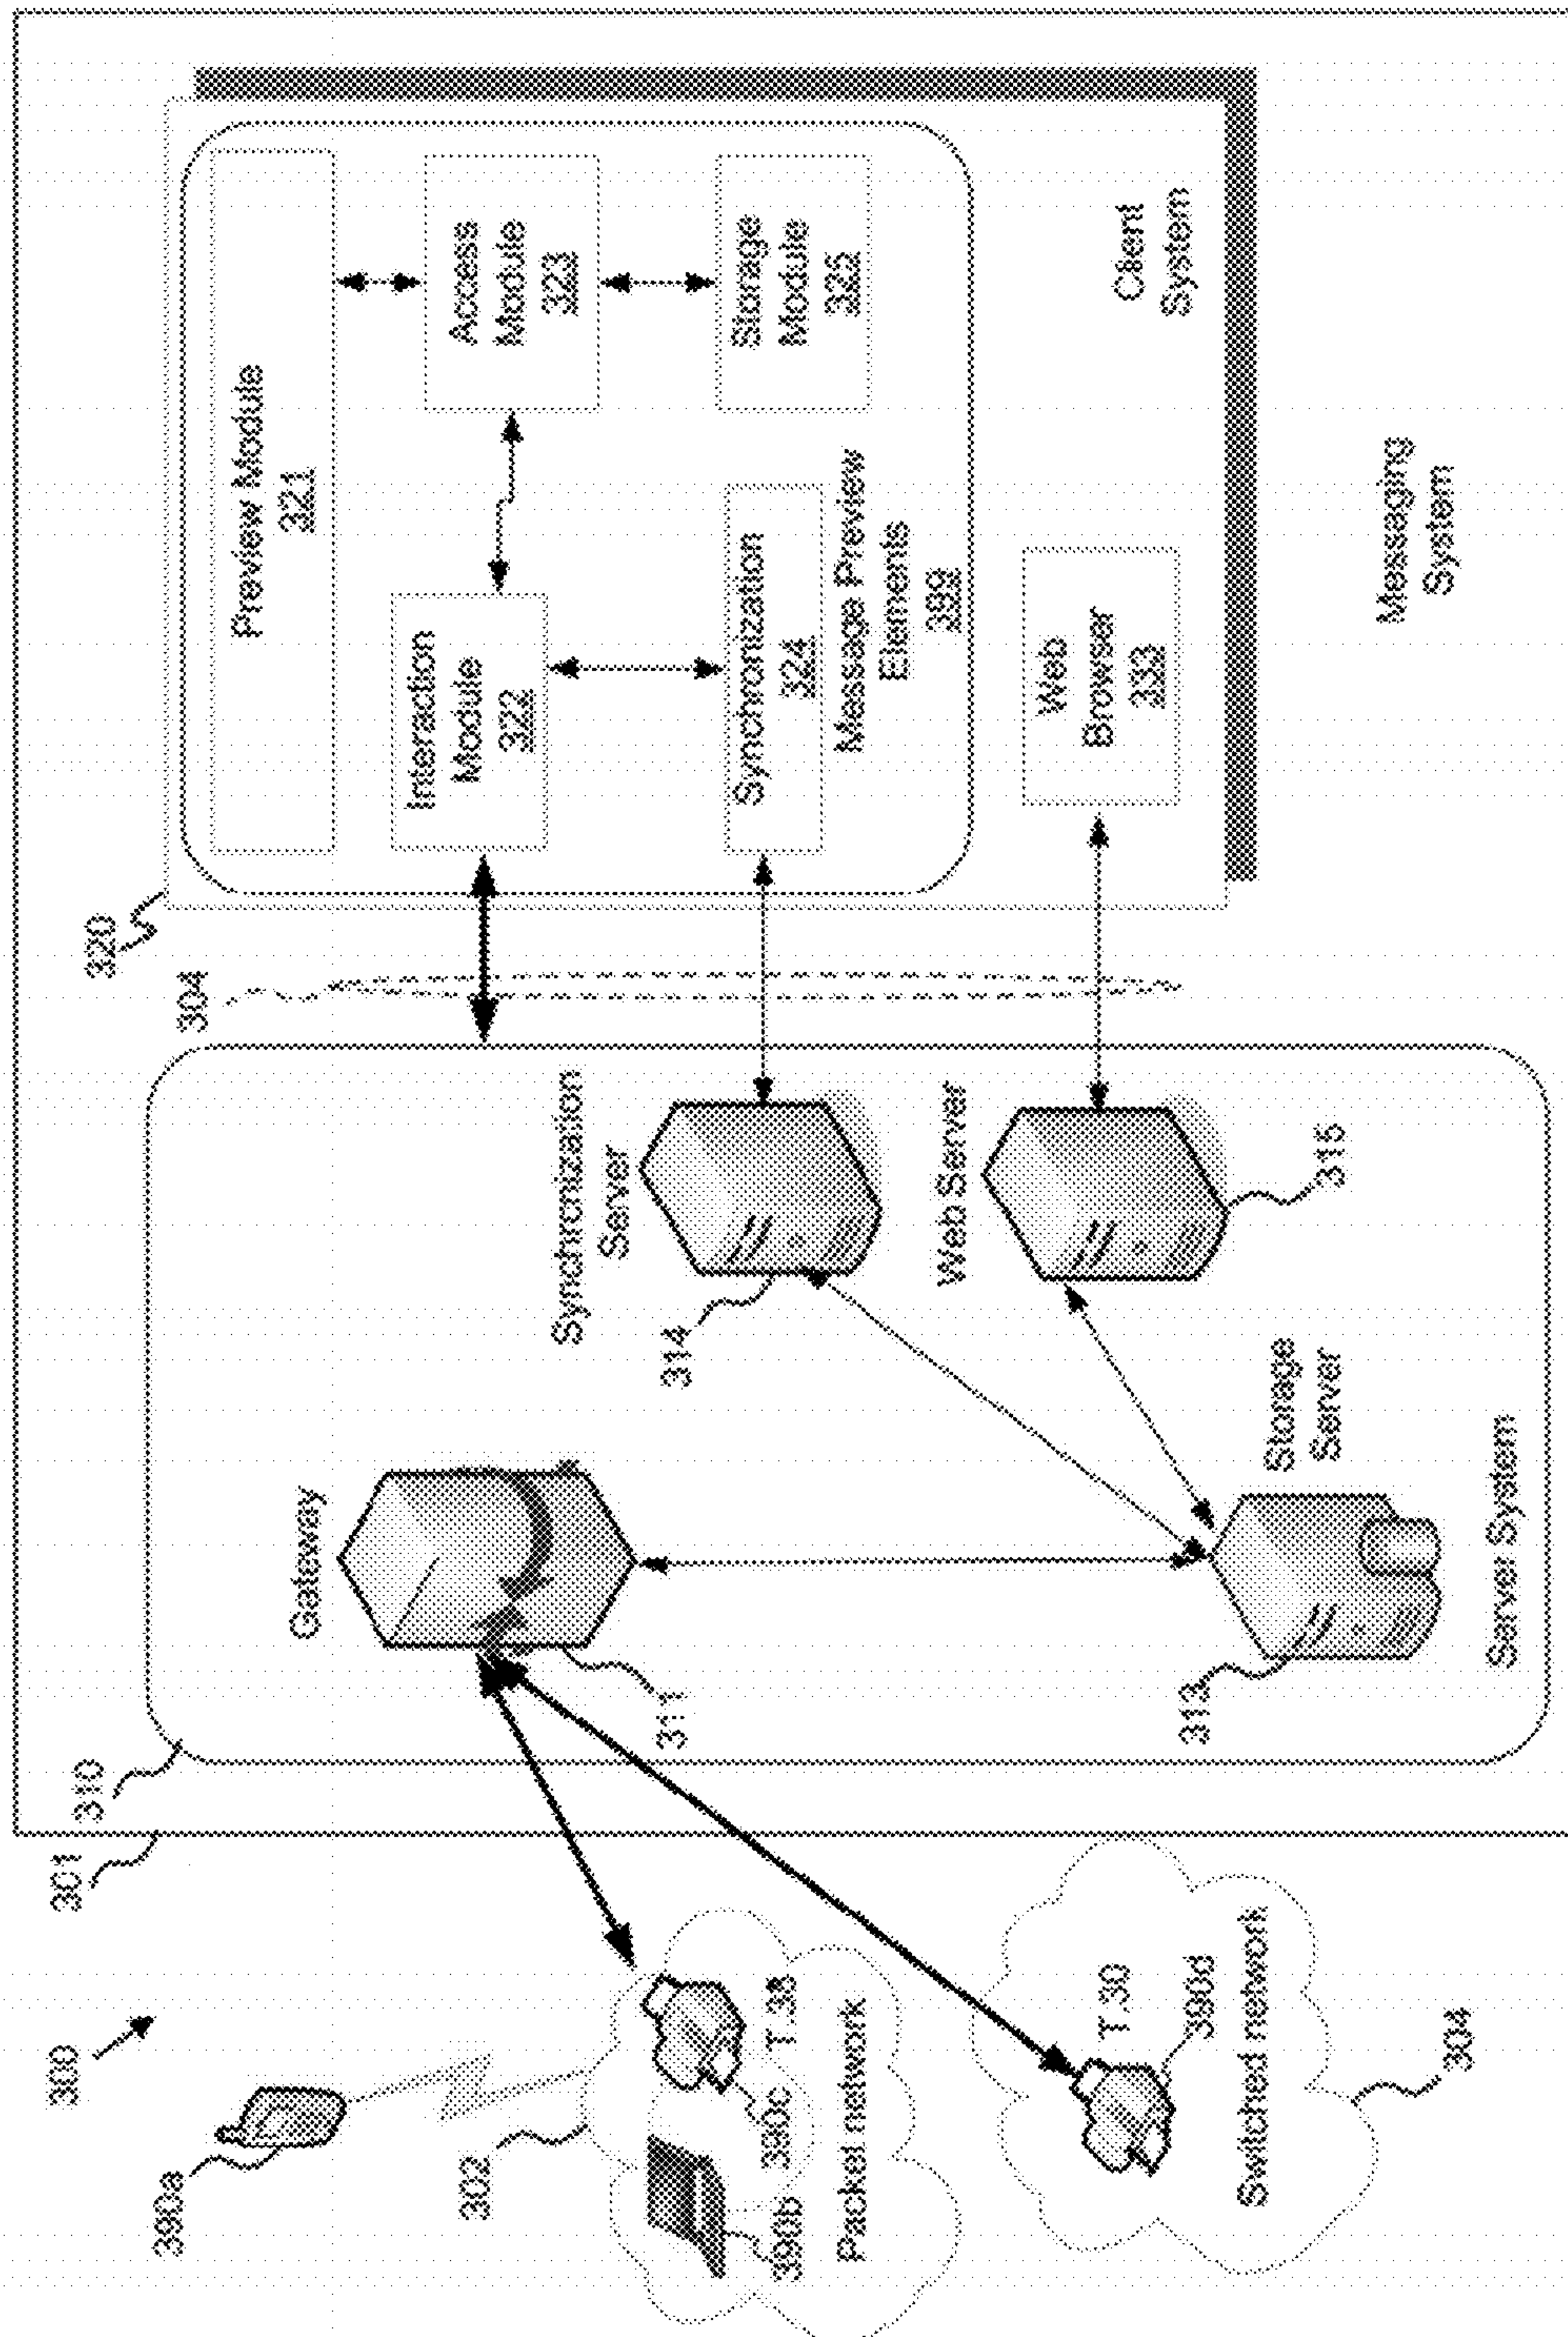 300
301
310
320
304
390a
302
390b
390c
T.38
Packet network
T.30
390d
Switched network
304
Gateway
311
Synchronization
Server
314
Web Server
315
Storage
Server
313
Server System
Preview Module
321
Interaction
Module
322
Access
Module
323
Synchronization
324
Storage
Module
325
Message Preview
Elements
399
Web
Browser
333
Client
System
Messaging
System